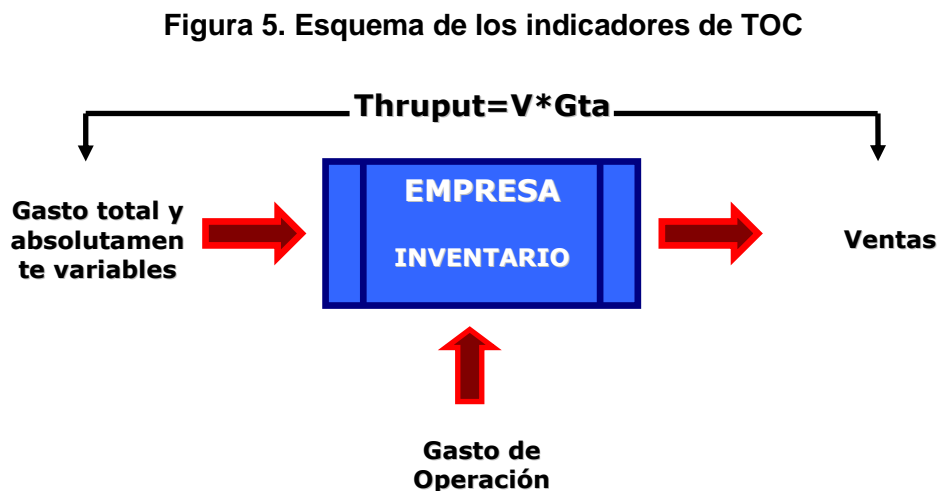 Figura 5. Esquema de los indicadores de TOC
Thruput=V*Gta
Gasto total y
absolutamen
te variables
EMPRESA
INVENTARIO
Ventas
Gasto de
Operación